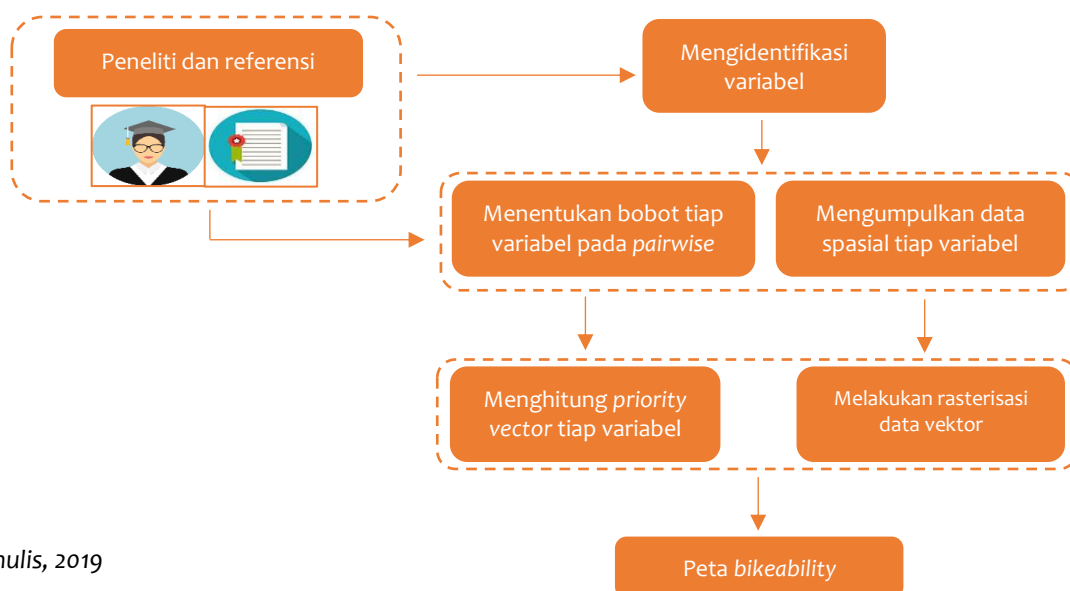 Peneliti dan referensi
Mengidentifikasi
variabel
Menentukan bobot tiap
variabel pada pairwise
Mengumpulkan data
spasial tiap variabel
Menghitung priority
vector tiap variabel
Melakukan rasterisasi
data vektor
Peta bikeability
nulis, 2019